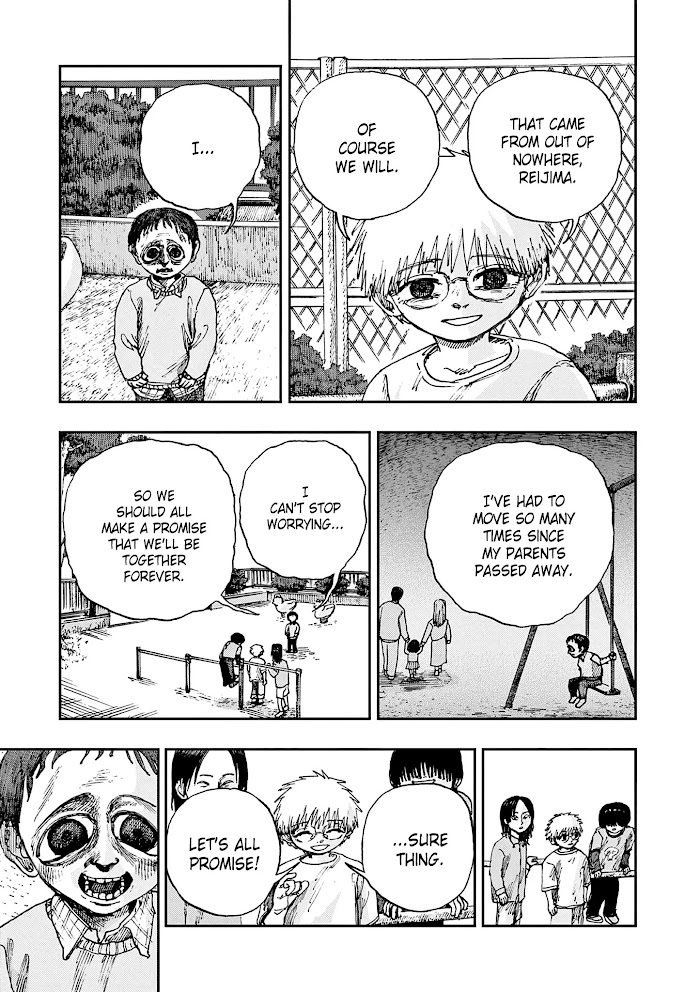 THAT CAME
FROM OUT OF
NOWHERE,
REIJIMA.
OF
COURSE
WE WILL.
I...
I'VE HAD TO
MOVE SO MANY
TIMES SINCE
MY PARENTS
PASSED AWAY.
I
CAN'T STOP
WORRYING...
SO WE
SHOULD ALL
MAKE A PROMISE
THAT WE'LL BE
TOGETHER
FOREVER.
...SURE
THING.
LET'S ALL
PROMISE!